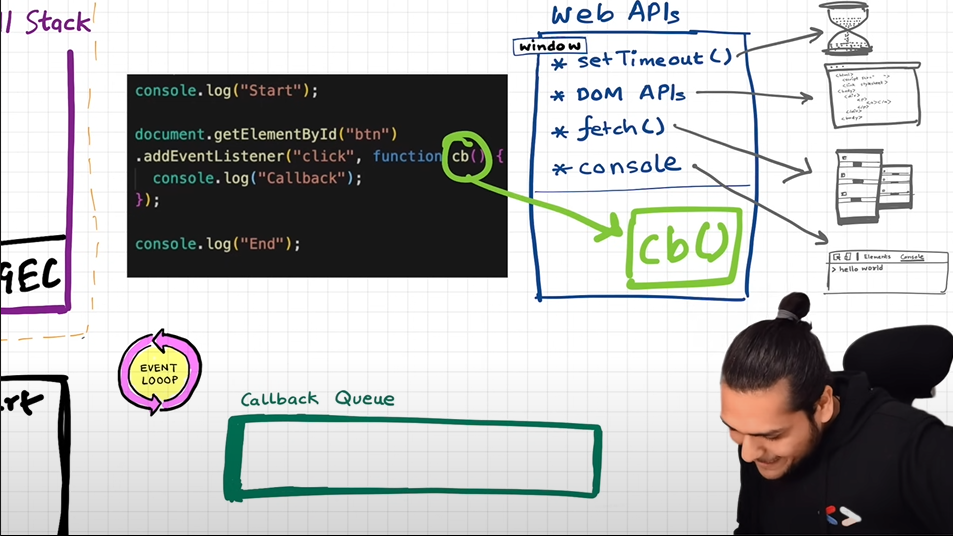 ll Stack
GEC
console.log("Start");
document.getElementById("btn")
.addEventListener("click", function cb() {
console.log("Callback");
});
console.log("End");
Web APIs
window
* setTimeout()
* DOM APIs
* fetch()
* console
cb()
Elements Console
> hello world
EVENT
LOOOP
Callback Queue